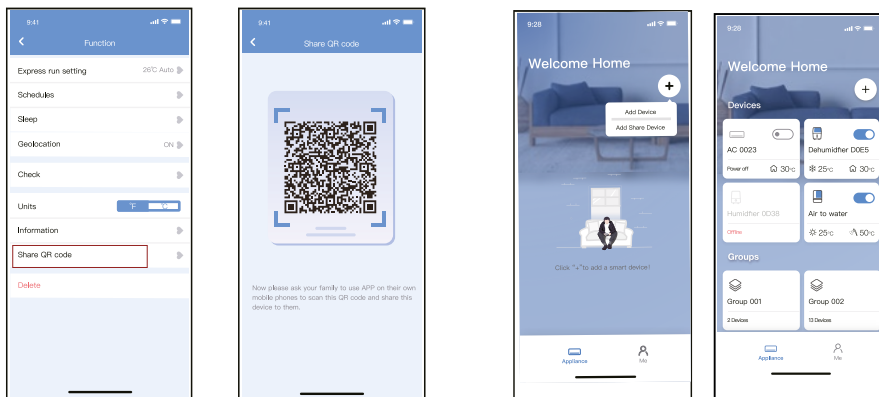 9:41
Function
Express run setting 26°C Auto
Schedules
Sleep
Geolocation ON
Check
Units °F °C
Information
Share QR code
Delete
9:41
Share QR code
Now please ask your family to use APP on their own
mobile phones to scan this QR code and share this
device to them.
9:28
Welcome Home
+
Add Device
Add Share Device
Click "+"to add a smart device!
Appliance Me
9:28
Welcome Home
+
Devices
AC 0023
Power off 30°C
Dehumidher D0E5
25°C 30°C
Humidther 0D38
Offline
Air to water
25°C 50°C
Groups
Group 001
2 Devices
Group 002
13 Devices
Appliance Me